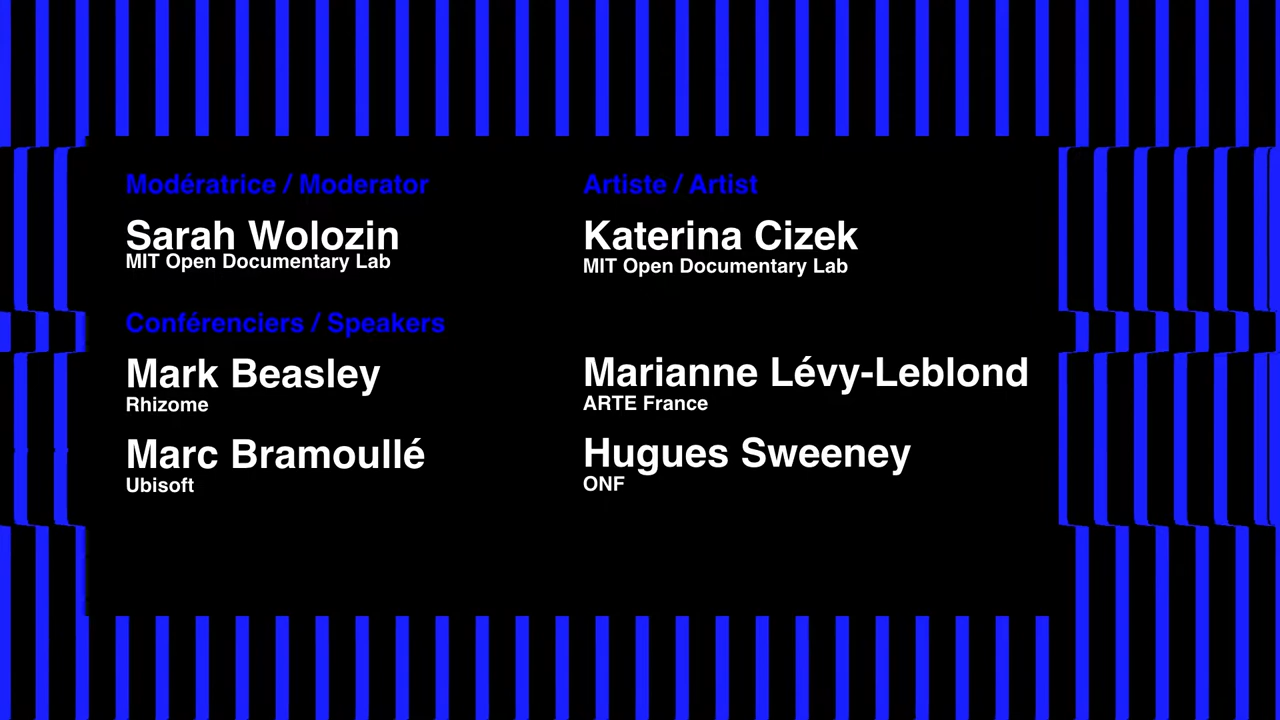 Modératrice / Moderator
Sarah Wolozin
MIT Open Documentary Lab
Artiste / Artist
Katerina Cizek
MIT Open Documentary Lab
Conférenciers / Speakers
Mark Beasley
Rhizome
Marianne Lévy-Leblond
ARTE France
Marc Bramoullé
Ubisoft
Hugues Sweeney
ONF